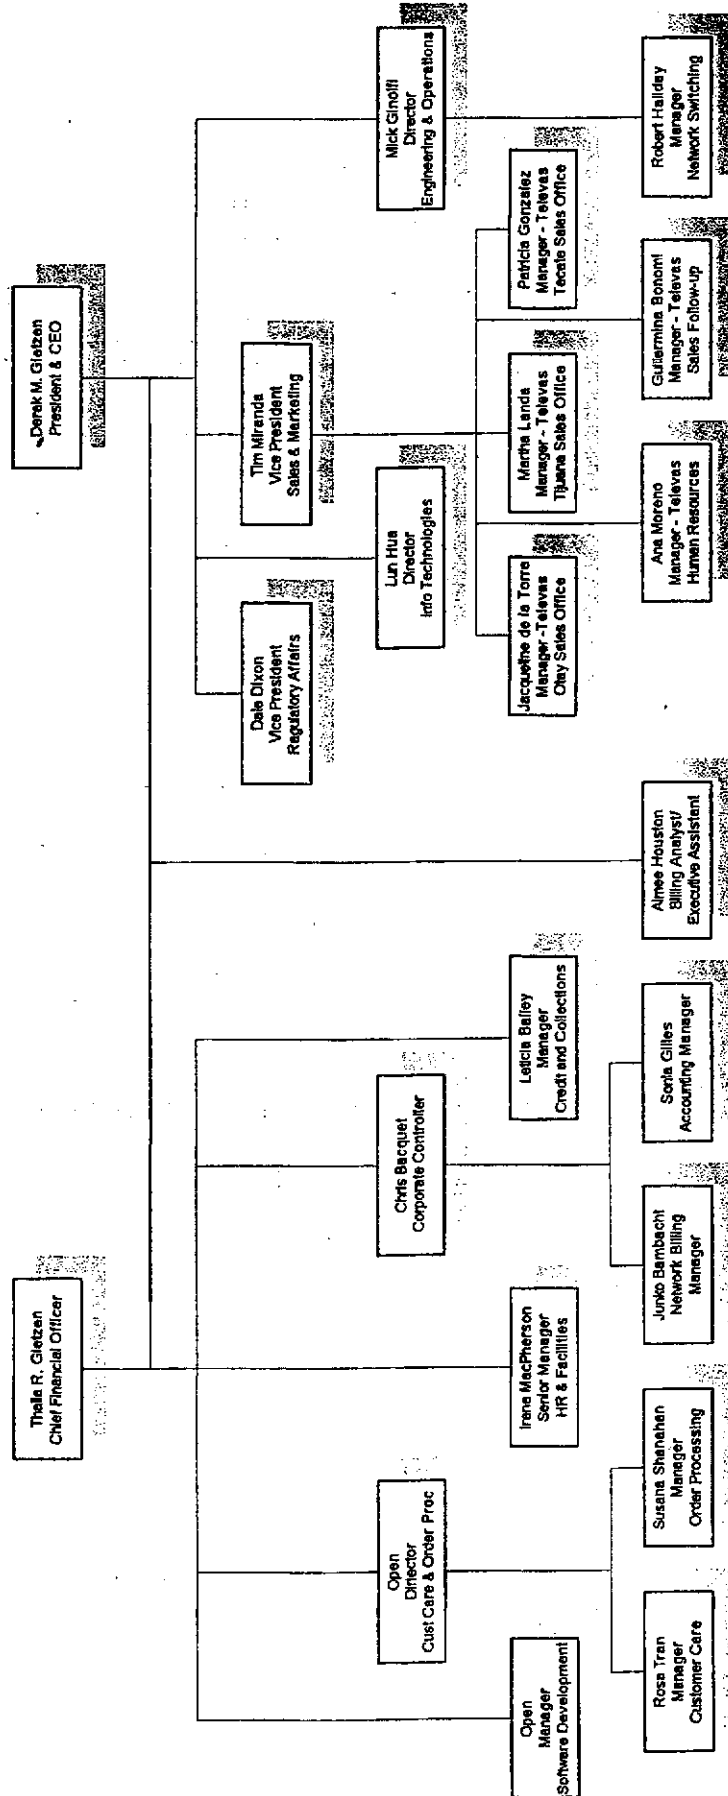 Thalia R. Gietzen
Chief Financial Officer
Derek M. Gietzen
President & CEO
Dale Dixon
Vice President
Regulatory Affairs
Tim Miranda
Vice President
Sales & Marketing
Open
Director
Cust Care & Order Proc
Chris Bacquet
Corporate Controller
Lun Hua
Director
Info Technologies
Mick Ginolfi
Director
Engineering & Operations
Open
Manager
Software Development
Irene MacPherson
Senior Manager
HR & Facilities
Leticia Bailey
Manager
Credit and Collections
Jacqueline de la Torre
Manager -Televas
Otay Sales Office
Martha Landa
Manager - Televas
Tijuana Sales Office
Patricia Gonzalez
Manager - Televas
Tecate Sales Office
Rosa Tran
Manager
Customer Care
Susana Shanahan
Manager
Order Processing
Junko Bambacht
Network Billing
Manager
Sonia Gilles
Accounting Manager
Aimee Houston
Billing Analyst/
Executive Assistant
Ana Moreno
Manager - Televas
Human Resources
Guillermina Bonomi
Manager - Televas
Sales Follow-up
Robert Haliday
Manager
Network Switching